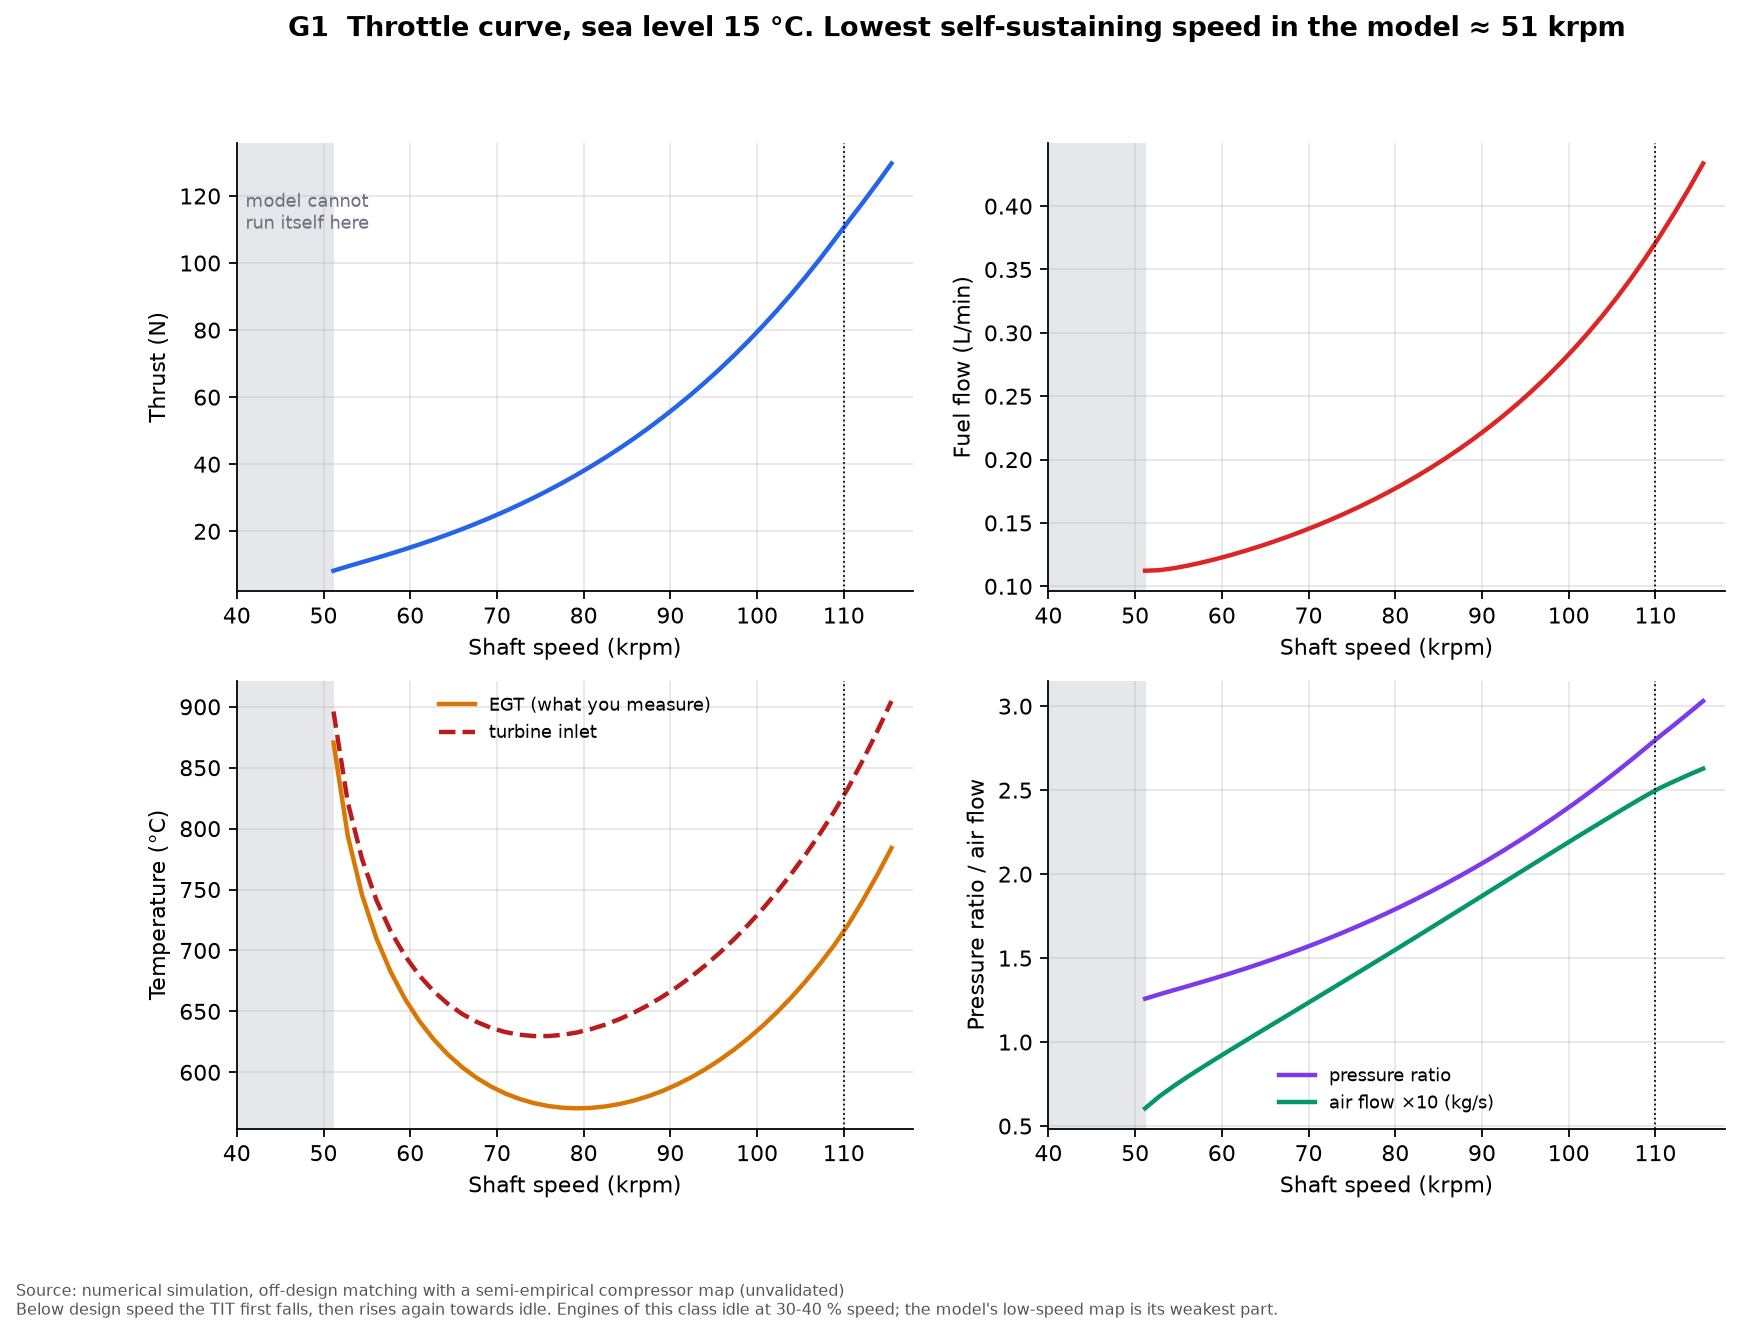 G1  Throttle curve, sea level 15 °C. Lowest self-sustaining speed in the model ≈ 51 krpm
model cannot
run itself here
Thrust (N)
120
100
80
60
40
20
40 50 60 70 80 90 100 110
Shaft speed (krpm)
Fuel flow (L/min)
0.40
0.35
0.30
0.25
0.20
0.15
0.10
40 50 60 70 80 90 100 110
Shaft speed (krpm)
EGT (what you measure)
turbine inlet
Temperature (°C)
900
850
800
750
700
650
600
40 50 60 70 80 90 100 110
Shaft speed (krpm)
Pressure ratio / air flow
3.0
2.5
2.0
1.5
1.0
0.5
pressure ratio
air flow ×10 (kg/s)
40 50 60 70 80 90 100 110
Shaft speed (krpm)
Source: numerical simulation, off-design matching with a semi-empirical compressor map (unvalidated)
Below design speed the TIT first falls, then rises again towards idle. Engines of this class idle at 30-40 % speed; the model's low-speed map is its weakest part.